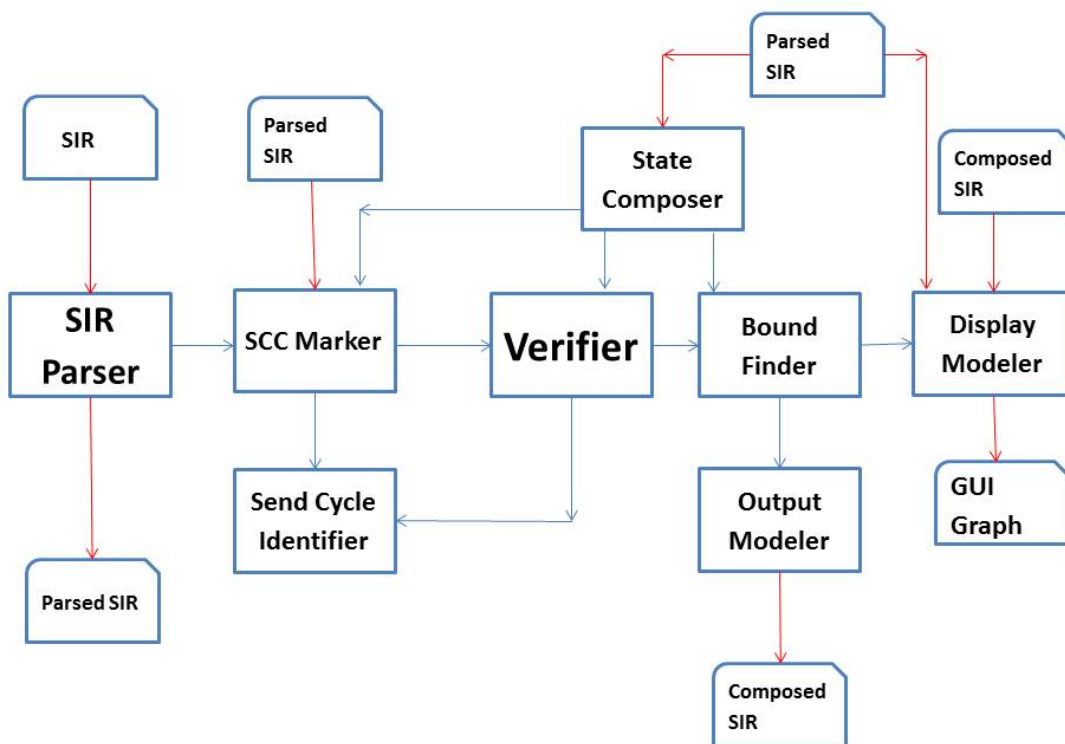 Parsed
SIR
SIR
Parsed
SIR
State
Composer
Composed
SIR
SIR
Parser
SCC Marker
Verifier
Bound
Finder
Display
Modeler
Send Cycle
Identifier
Output
Modeler
GUI
Graph
Parsed SIR
Composed
SIR